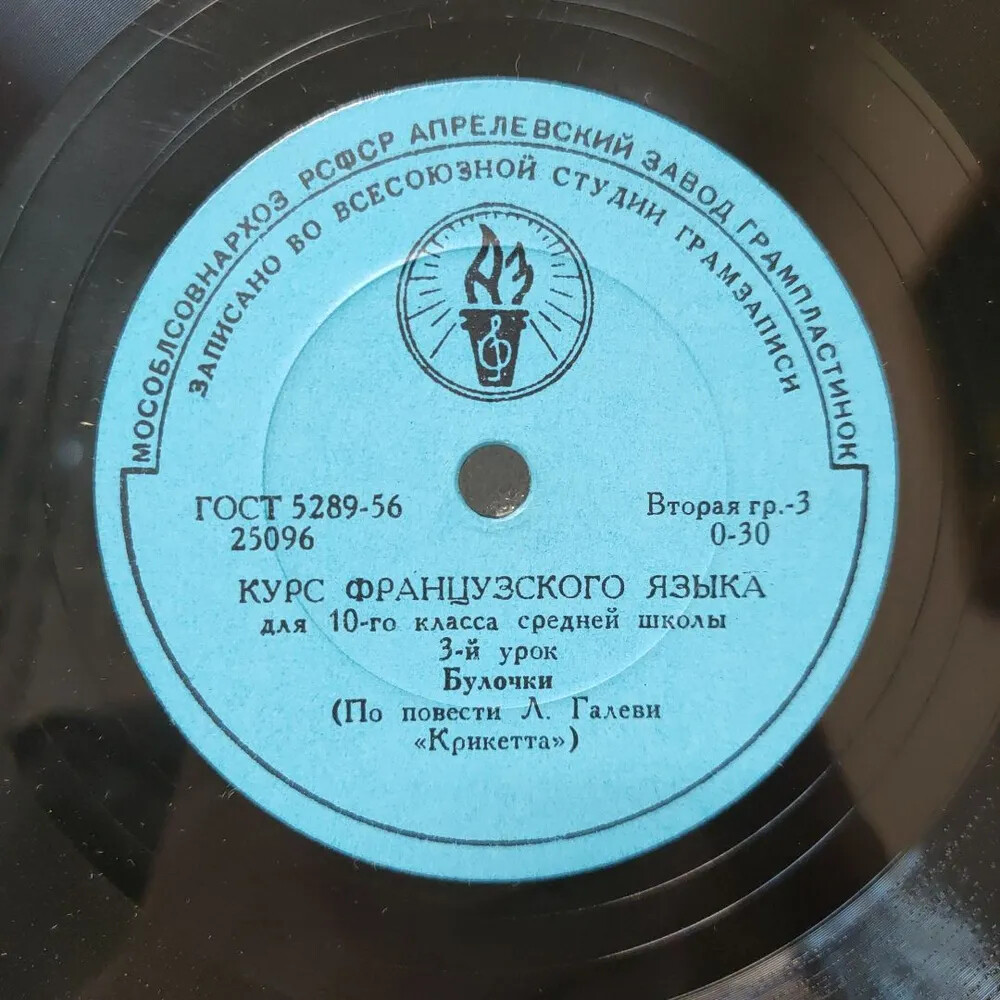 МОСОБЛСОВНАРХОЗ РСФСР АПРЕЛЕВСКИЙ ЗАВОД ГРАМПЛАСТИНОК
ЗАПИСАНО ВО ВСЕСОЮЗНОЙ СТУДИИ ГРАМЗАПИСИ
АЗ
ГОСТ 5289-56
25096
Вторая гр.-3
0-30
КУРС ФРАНЦУЗСКОГО ЯЗЫКА
для 10-го класса средней школы
3-й урок
Булочки
(По повести Л. Галеви
«Крикетта»)